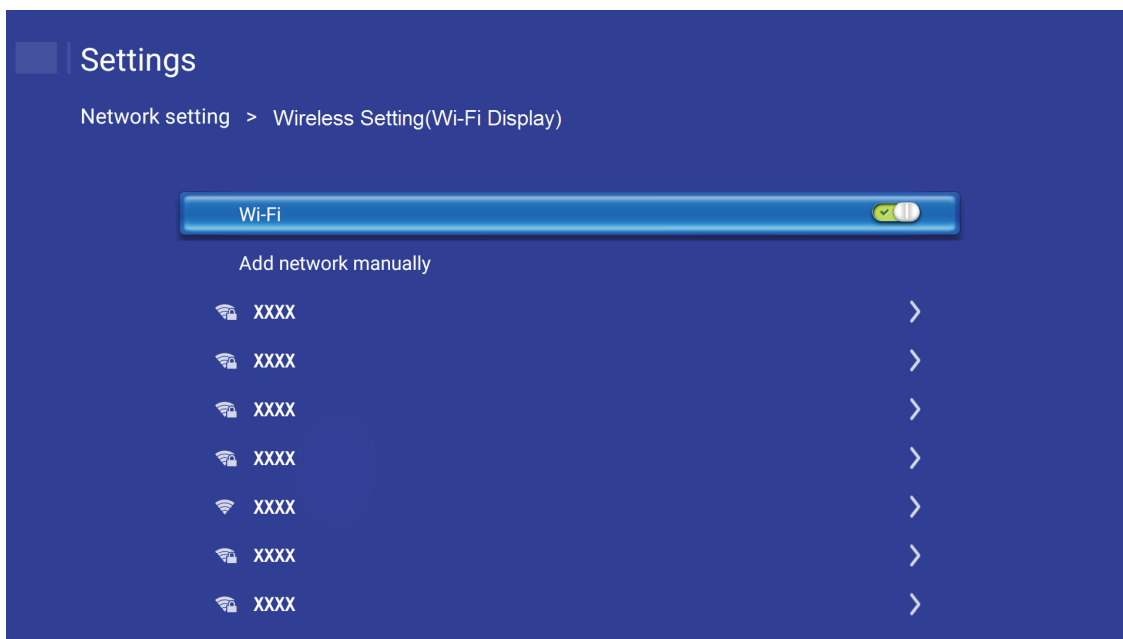 Settings
Network setting > Wireless Setting(Wi-Fi Display)
Wi-Fi
Add network manually
XXXX
XXXX
XXXX
XXXX
XXXX
XXXX
XXXX